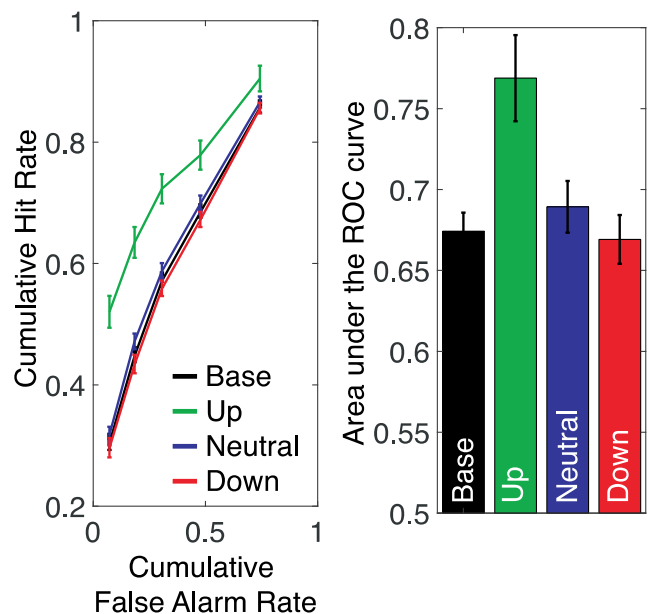 1
0.8
0.6
0.4
0.2
0
0.5
1
Cumulative Hit Rate
Cumulative
False Alarm Rate
Base
Up
Neutral
Down
0.8
0.75
0.7
0.65
0.6
0.55
0.5
Area under the ROC curve
Base
Up
Neutral
Down